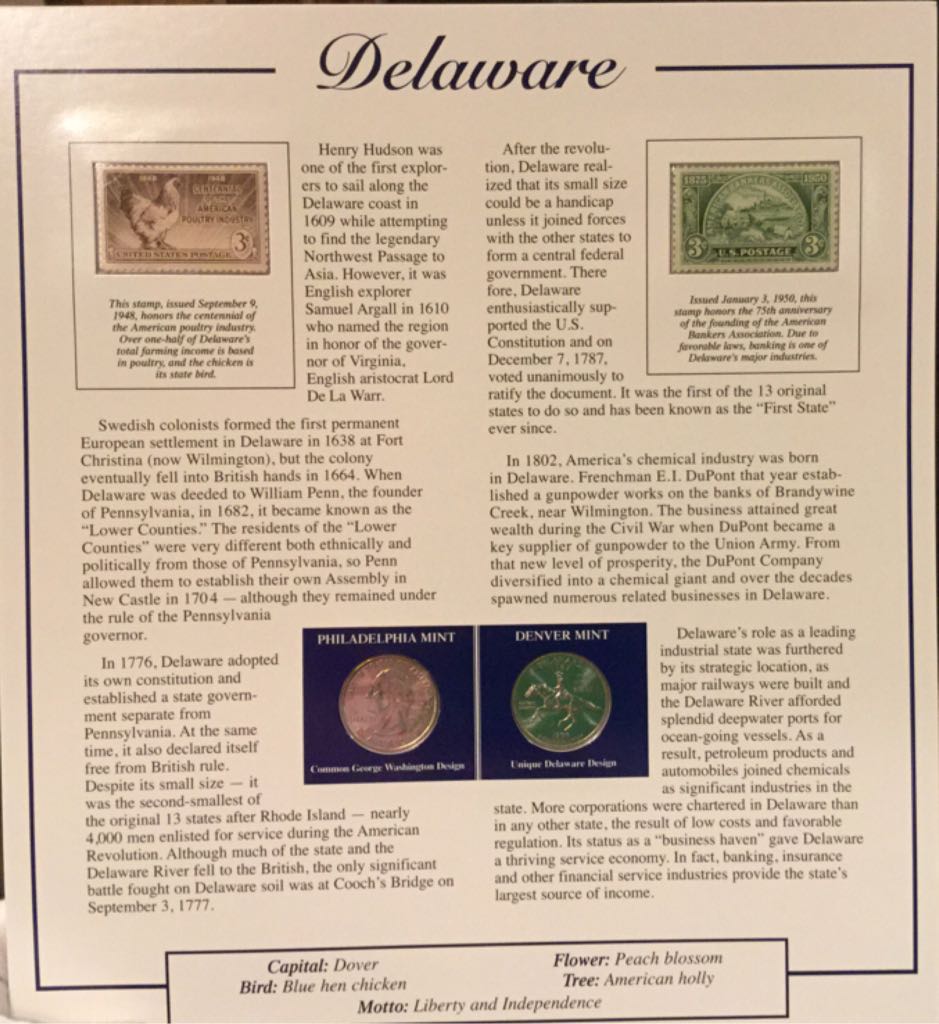 Delaware
1848 1948
CENTENNIAL
AMERICAN
POULTRY INDUSTRY
3¢
UNITED STATES POSTAGE
This stamp, issued September 9,
1948, honors the centennial of
the American poultry industry.
Over one-half of Delaware's
total farming income is based
in poultry, and the chicken is
its state bird.
Henry Hudson was
one of the first explor-
ers to sail along the
Delaware coast in
1609 while attempting
to find the legendary
Northwest Passage to
Asia. However, it was
English explorer
Samuel Argall in 1610
who named the region
in honor of the gover-
nor of Virginia,
English aristocrat Lord
De La Warr.
Swedish colonists formed the first permanent
European settlement in Delaware in 1638 at Fort
Christina (now Wilmington), but the colony
eventually fell into British hands in 1664. When
Delaware was deeded to William Penn, the founder
of Pennsylvania, in 1682, it became known as the
"Lower Counties." The residents of the "Lower
Counties" were very different both ethnically and
politically from those of Pennsylvania, so Penn
allowed them to establish their own Assembly in
New Castle in 1704 — although they remained under
the rule of the Pennsylvania
governor.
In 1776, Delaware adopted
its own constitution and
established a state govern-
ment separate from
Pennsylvania. At the same
time, it also declared itself
free from British rule.
Despite its small size — it
was the second-smallest of
the original 13 states after Rhode Island — nearly
4,000 men enlisted for service during the American
Revolution. Although much of the state and the
Delaware River fell to the British, the only significant
battle fought on Delaware soil was at Cooch's Bridge on
September 3, 1777.
After the revolu-
tion, Delaware real-
ized that its small size
could be a handicap
unless it joined forces
with the other states to
form a central federal
government. There
fore, Delaware
enthusiastically sup-
ported the U.S.
Constitution and on
December 7, 1787,
voted unanimously to
ratify the document. It was the first of the 13 original
states to do so and has been known as the "First State"
ever since.
1875 1950
3¢ U.S. POSTAGE 3¢
Issued January 3, 1950, this
stamp honors the 75th anniversary
of the founding of the American
Bankers Association. Due to
favorable laws, banking is one of
Delaware's major industries.
In 1802, America's chemical industry was born
in Delaware. Frenchman E.I. DuPont that year estab-
lished a gunpowder works on the banks of Brandywine
Creek, near Wilmington. The business attained great
wealth during the Civil War when DuPont became a
key supplier of gunpowder to the Union Army. From
that new level of prosperity, the DuPont Company
diversified into a chemical giant and over the decades
spawned numerous related businesses in Delaware.
PHILADELPHIA MINT
Common George Washington Design
DENVER MINT
Unique Delaware Design
Delaware's role as a leading
industrial state was furthered
by its strategic location, as
major railways were built and
the Delaware River afforded
splendid deepwater ports for
ocean-going vessels. As a
result, petroleum products and
automobiles joined chemicals
as significant industries in the
state. More corporations were chartered in Delaware than
in any other state, the result of low costs and favorable
regulation. Its status as a "business haven" gave Delaware
a thriving service economy. In fact, banking, insurance
and other financial service industries provide the state's
largest source of income.
Capital: Dover
Flower: Peach blossom
Bird: Blue hen chicken
Tree: American holly
Motto: Liberty and Independence